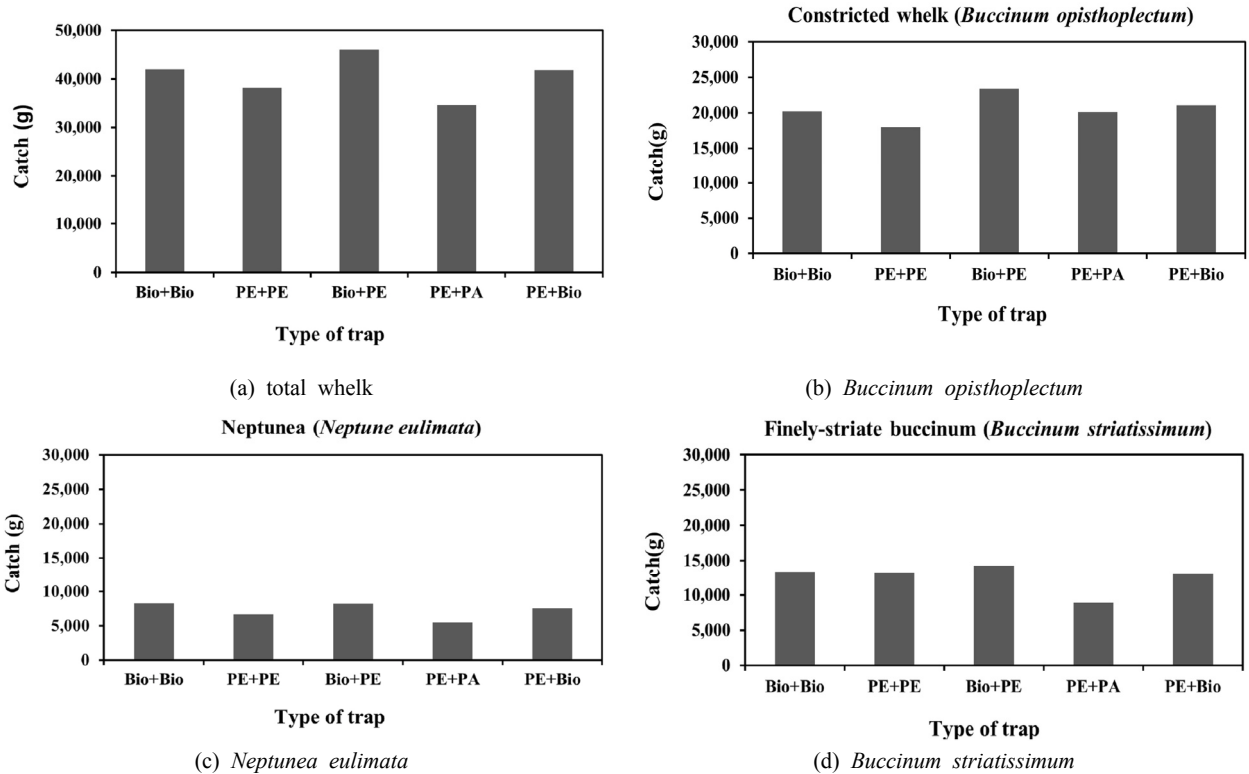 50,000
40,000
30,000
20,000
10,000
0
Catch (g)
Bio+Bio PE+PE Bio+PE PE+PA PE+Bio
Type of trap
(a) total whelk
Constricted whelk (Buccinum opisthoplectum)
30,000
25,000
20,000
15,000
10,000
5,000
0
Catch(g)
Bio+Bio PE+PE Bio+PE PE+PA PE+Bio
Type of trap
(b) Buccinum opisthoplectum
Neptunea (Neptune eulimata)
30,000
25,000
20,000
15,000
10,000
5,000
0
Catch (g)
Bio+Bio PE+PE Bio+PE PE+PA PE+Bio
Type of trap
(c) Neptunea eulimata
Finely-striate buccinum (Buccinum striatissimum)
30,000
25,000
20,000
15,000
10,000
5,000
0
Catch(g)
Bio+Bio PE+PE Bio+PE PE+PA PE+Bio
Type of trap
(d) Buccinum striatissimum